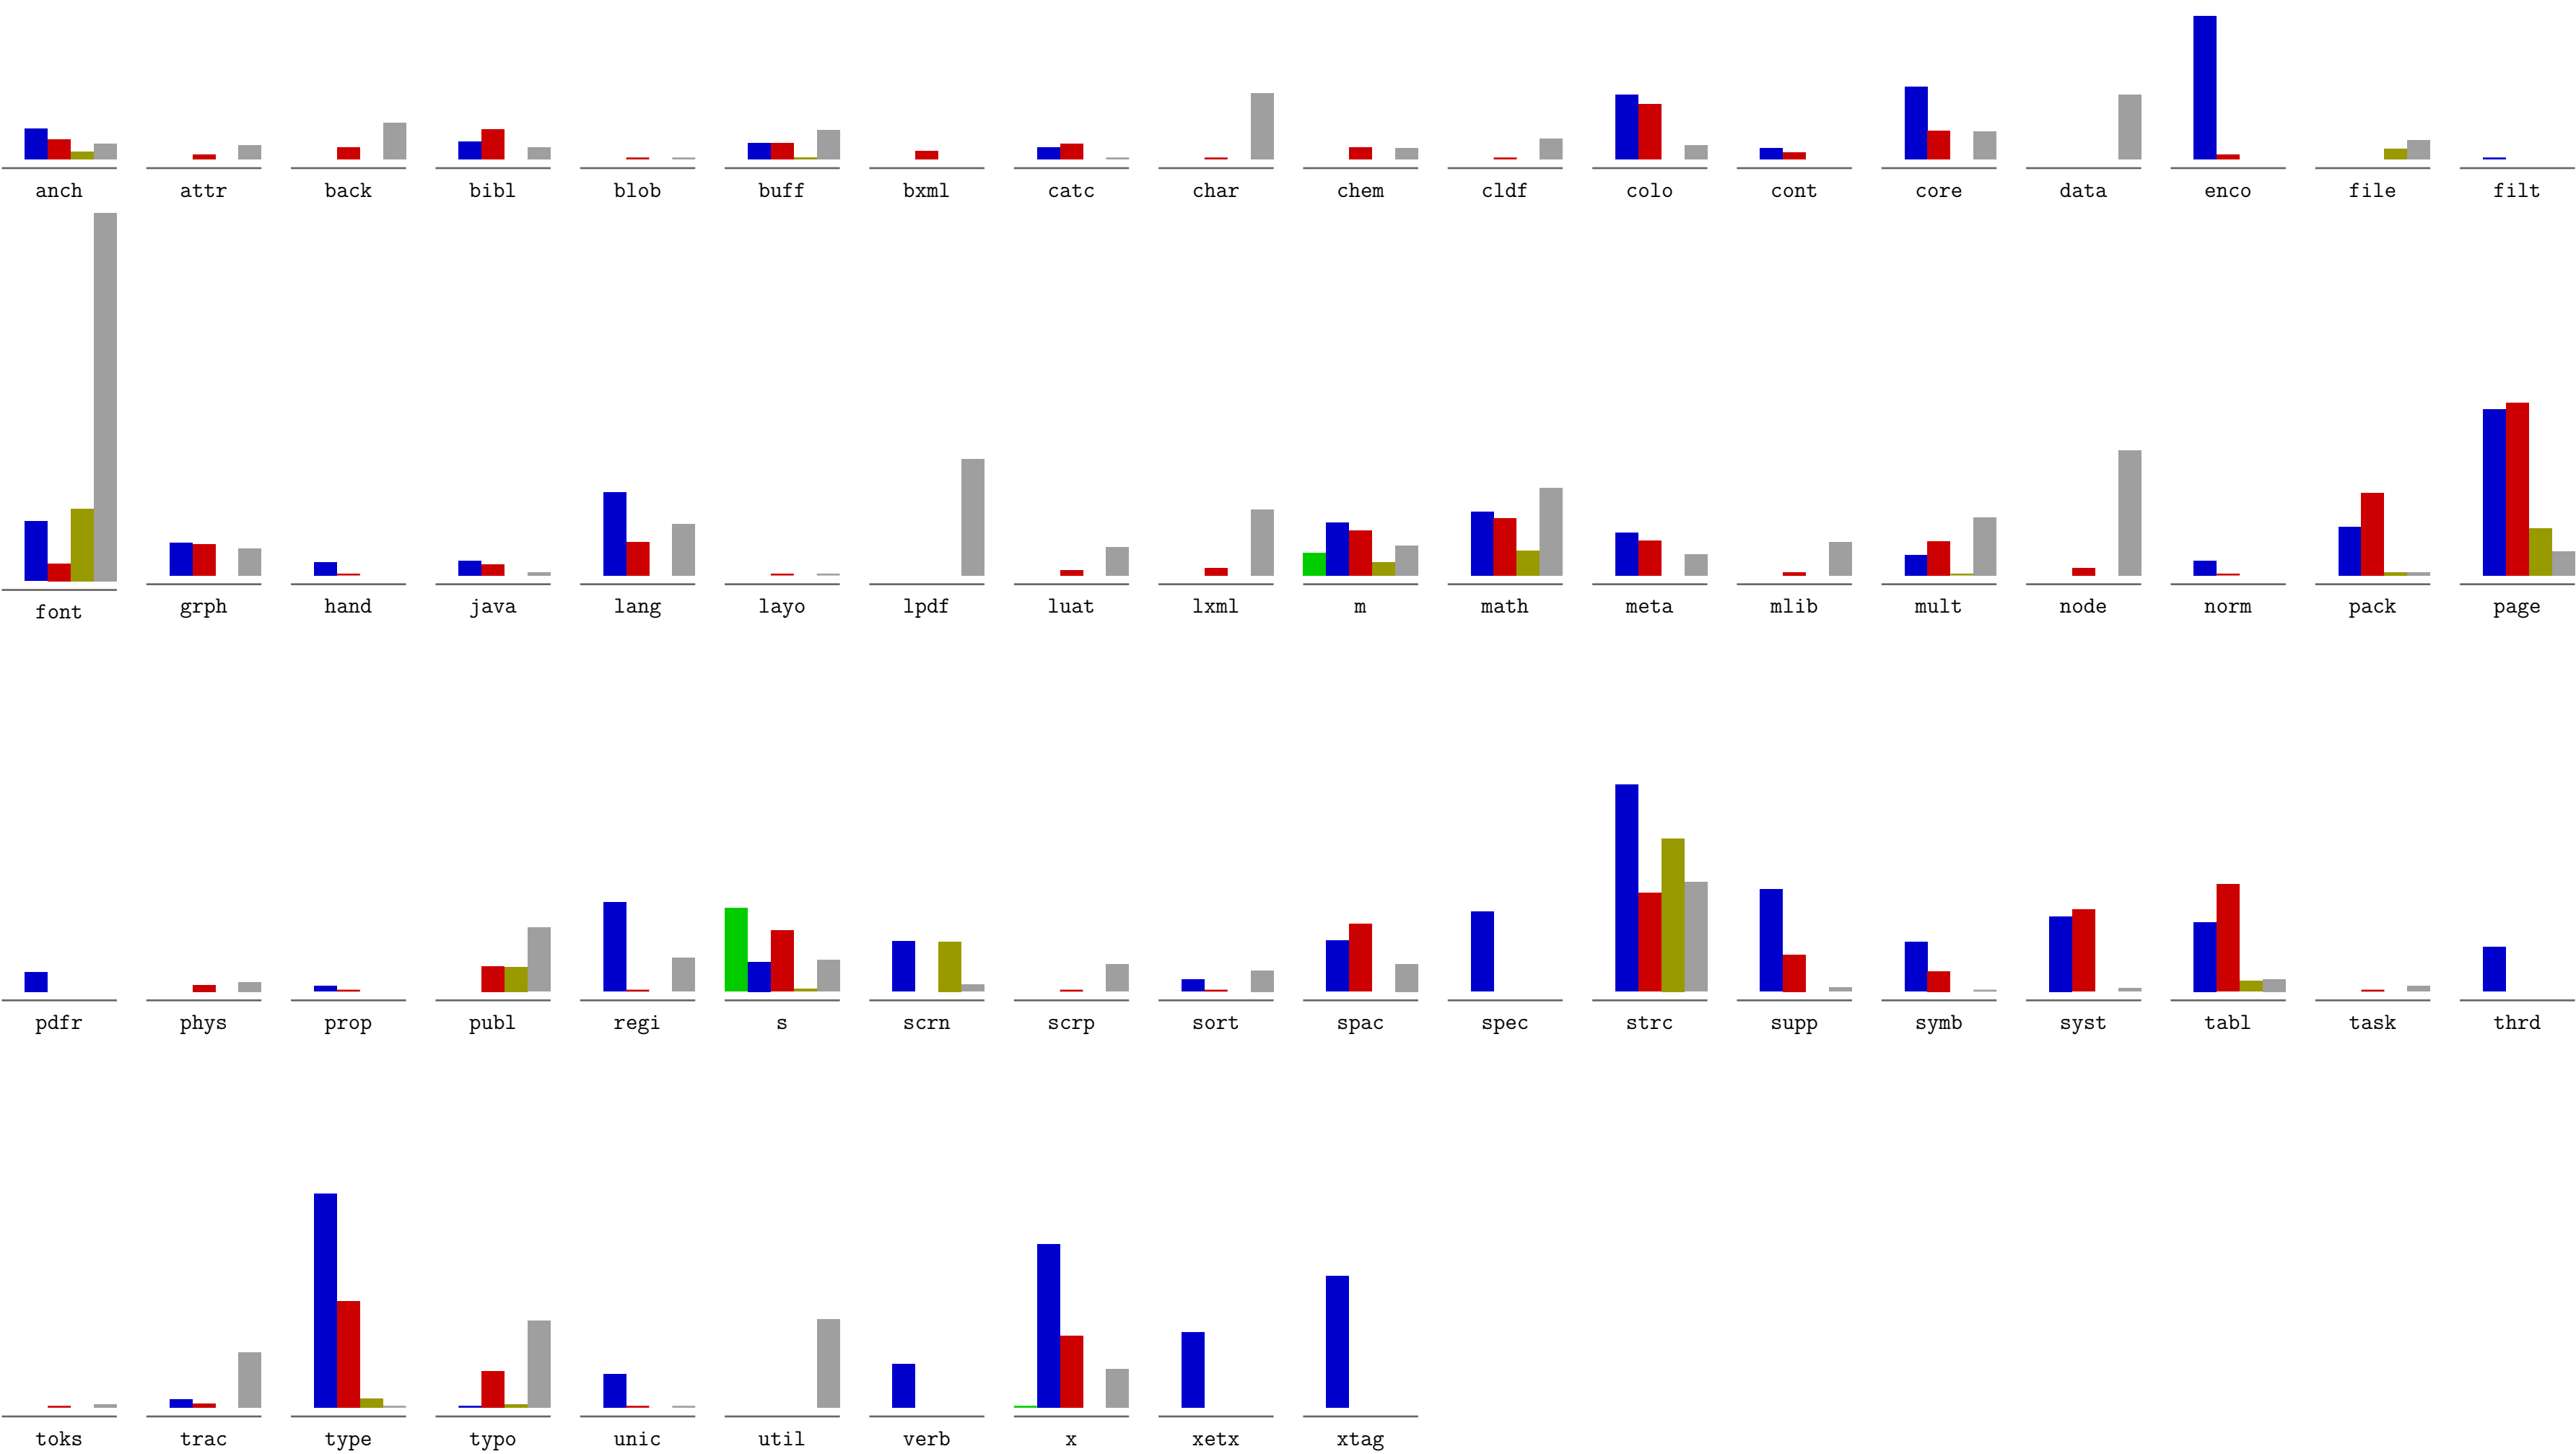 anch attr back bibl blob buff bxml catc char chem cldf colo cont core data enco file filt
font grph hand java lang layo lpdf luat lxml m math meta mlib mult node norm pack page
pdfr phys prop publ regi s scrn scrp sort spac spec strc supp symb syst tabl task thrd
toks trac type typo unic util verb x xetx xtag